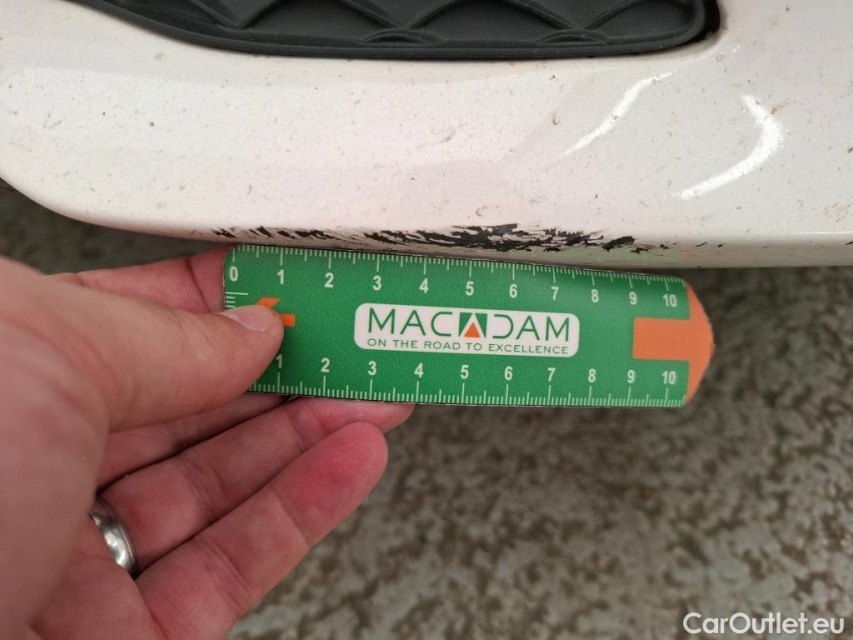 0 1 2 3 4 5 6 7 8 9 10
MACADAM
ON THE ROAD TO EXCELLENCE
1 2 3 4 5 6 7 8 9 10
CarOutlet.eu